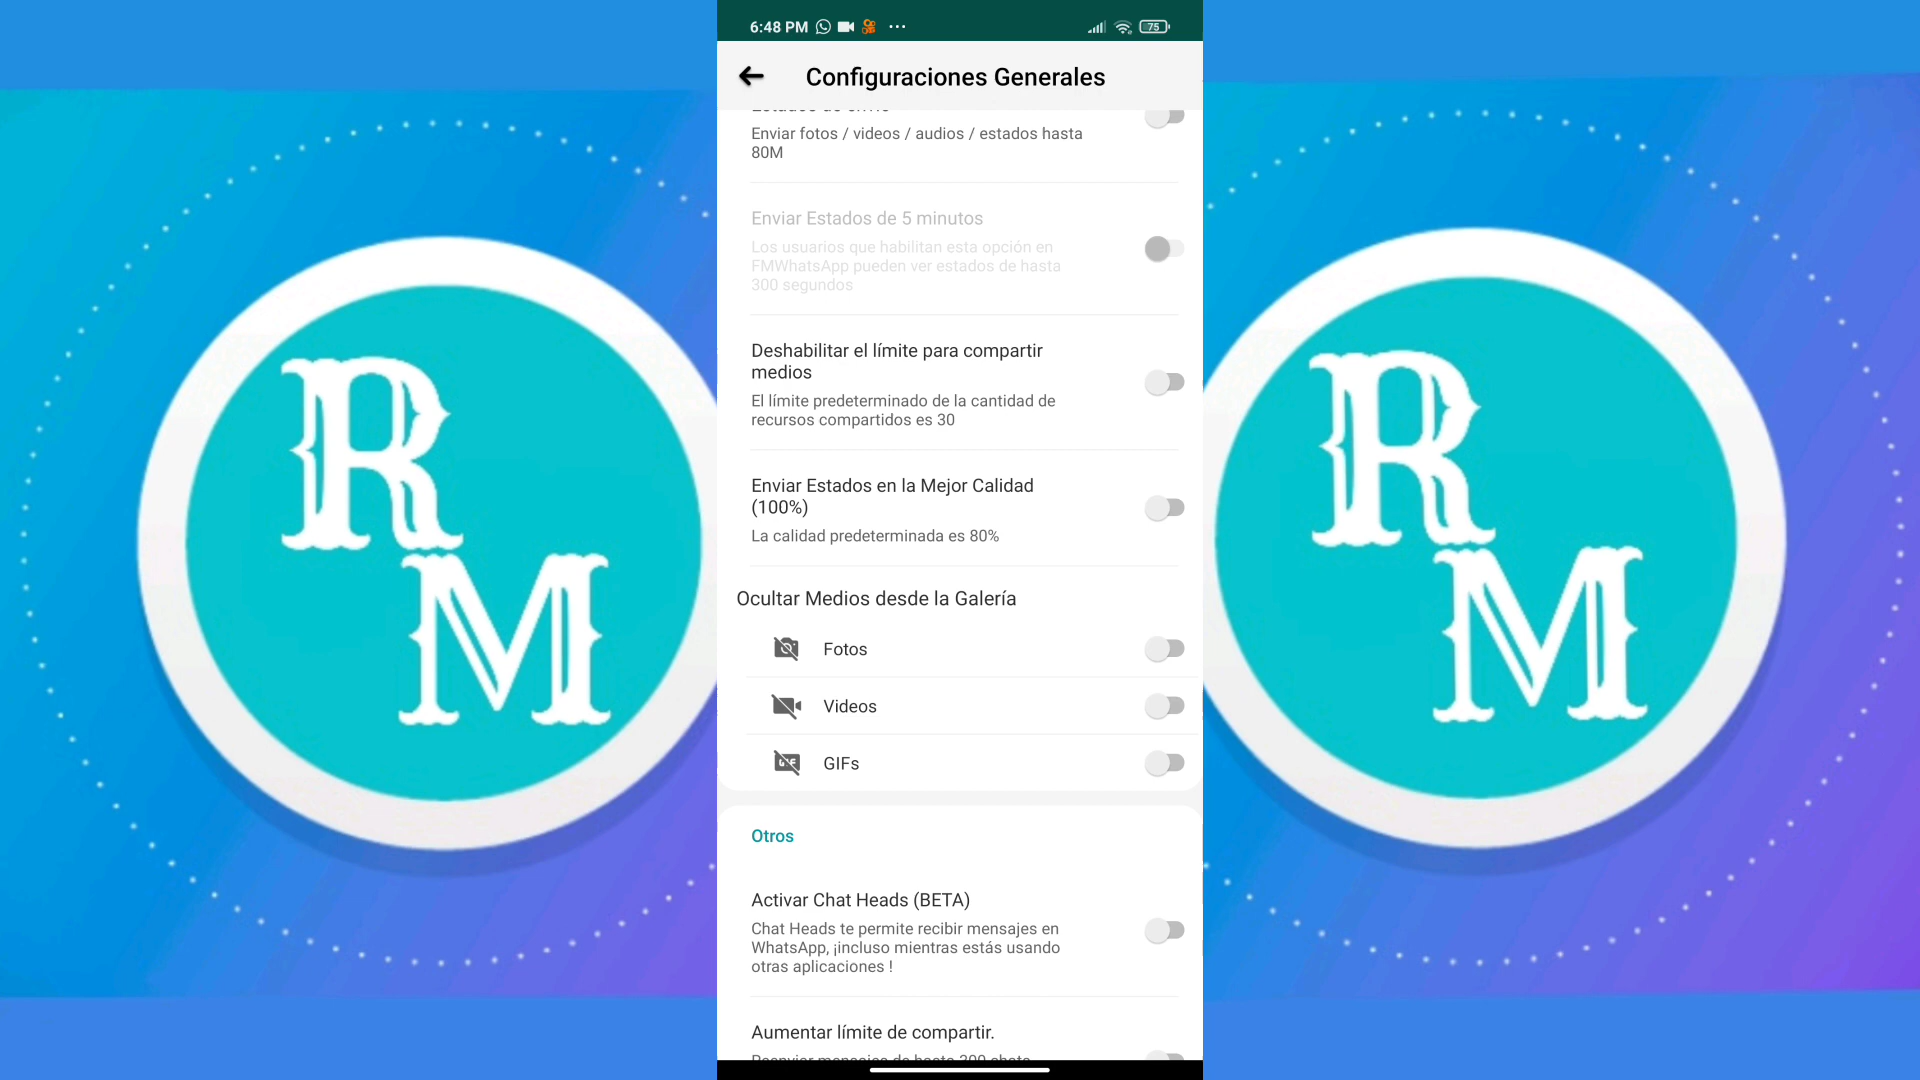 6:48 PM
75
Configuraciones Generales
Enviar fotos / videos / audios / estados hasta
80M
Enviar Estados de 5 minutos
Los usuarios que habilitan esta opción en
FMWhatsApp pueden ver estados de hasta
300 segundos
Deshabilitar el límite para compartir
medios
El límite predeterminado de la cantidad de
recursos compartidos es 30
Enviar Estados en la Mejor Calidad
(100%)
La calidad predeterminada es 80%
Ocultar Medios desde la Galería
Fotos
Videos
GIF
GIFs
Otros
Activar Chat Heads (BETA)
Chat Heads te permite recibir mensajes en
WhatsApp, ¡incluso mientras estás usando
otras aplicaciones !
Aumentar límite de compartir.
R
M
R
M